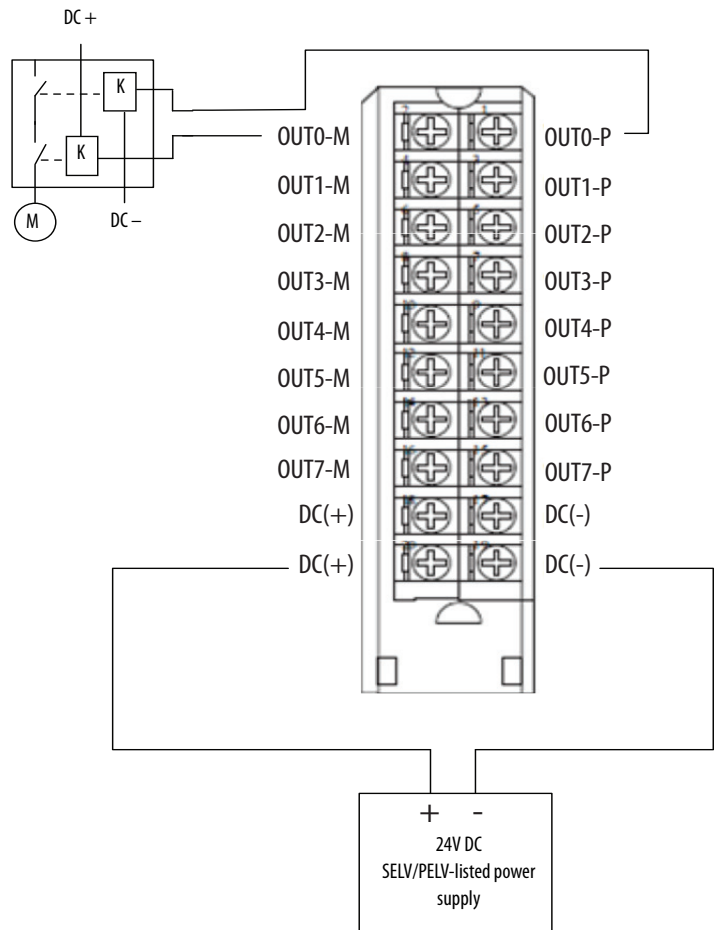 DC +
K
K
M
DC –
OUT0-M
OUT0-P
OUT1-M
OUT1-P
OUT2-M
OUT2-P
OUT3-M
OUT3-P
OUT4-M
OUT4-P
OUT5-M
OUT5-P
OUT6-M
OUT6-P
OUT7-M
OUT7-P
DC(+)
DC(-)
DC(+)
DC(-)
+ -
24V DC
SELV/PELV-listed power
supply